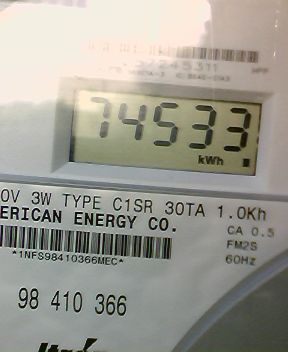 74533
kWh
0V 3W TYPE C1SR 30TA 1.0Kh
ERICAN ENERGY CO.
CA 0.5
FM2S
*1NFS98410366MEC*
60Hz
98 410 366
Itrón